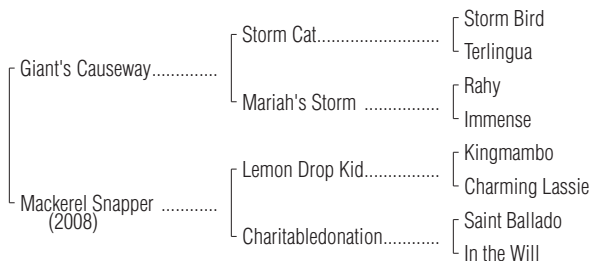 Storm Bird
Storm Cat..........................
Terlingua
Giant's Causeway..............
Rahy
Mariah's Storm ................
Immense
Kingmambo
Lemon Drop Kid................
Charming Lassie
Mackerel Snapper ............
(2008)
Saint Ballado
Charitabledonation............
In the Will